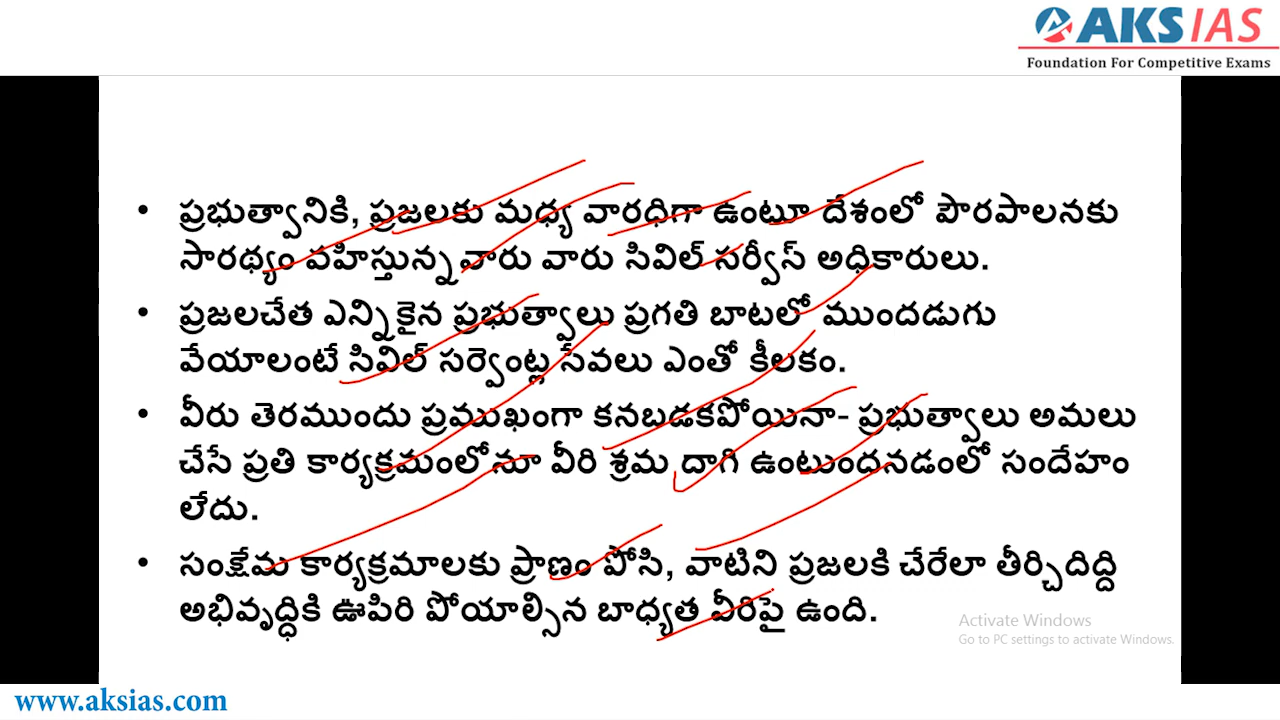 AKS IAS
Foundation For Competitive Exams
• ప్రభుత్వానికి, ప్రజలకు మధ్య వారధిగా ఉంటూ దేశంలో పౌరపాలనకు
సారథ్యం వహిస్తున్న వారు వారు సివిల్ సర్వీస్ అధికారులు.
• ప్రజలచేత ఎన్నికైన ప్రభుత్వాలు ప్రగతి బాటలో ముందడుగు
వేయాలంటే సివిల్ సర్వెంట్ల సేవలు ఎంతో కీలకం.
• వీరు తెరముందు ప్రముఖంగా కనబడకపోయినా- ప్రభుత్వాలు అమలు
చేసే ప్రతి కార్యక్రమంలోనూ వీరి శ్రమ దాగి ఉంటుందనడంలో సందేహం
లేదు.
• సంక్షేమ కార్యక్రమాలకు ప్రాణం పోసి, వాటిని ప్రజలకి చేరేలా తీర్చిదిద్ది
అభివృద్ధికి ఊపిరి పోయాల్సిన బాధ్యత వీరిపై ఉంది.
Activate Windows
Go to PC settings to activate Windows.
www.aksias.com